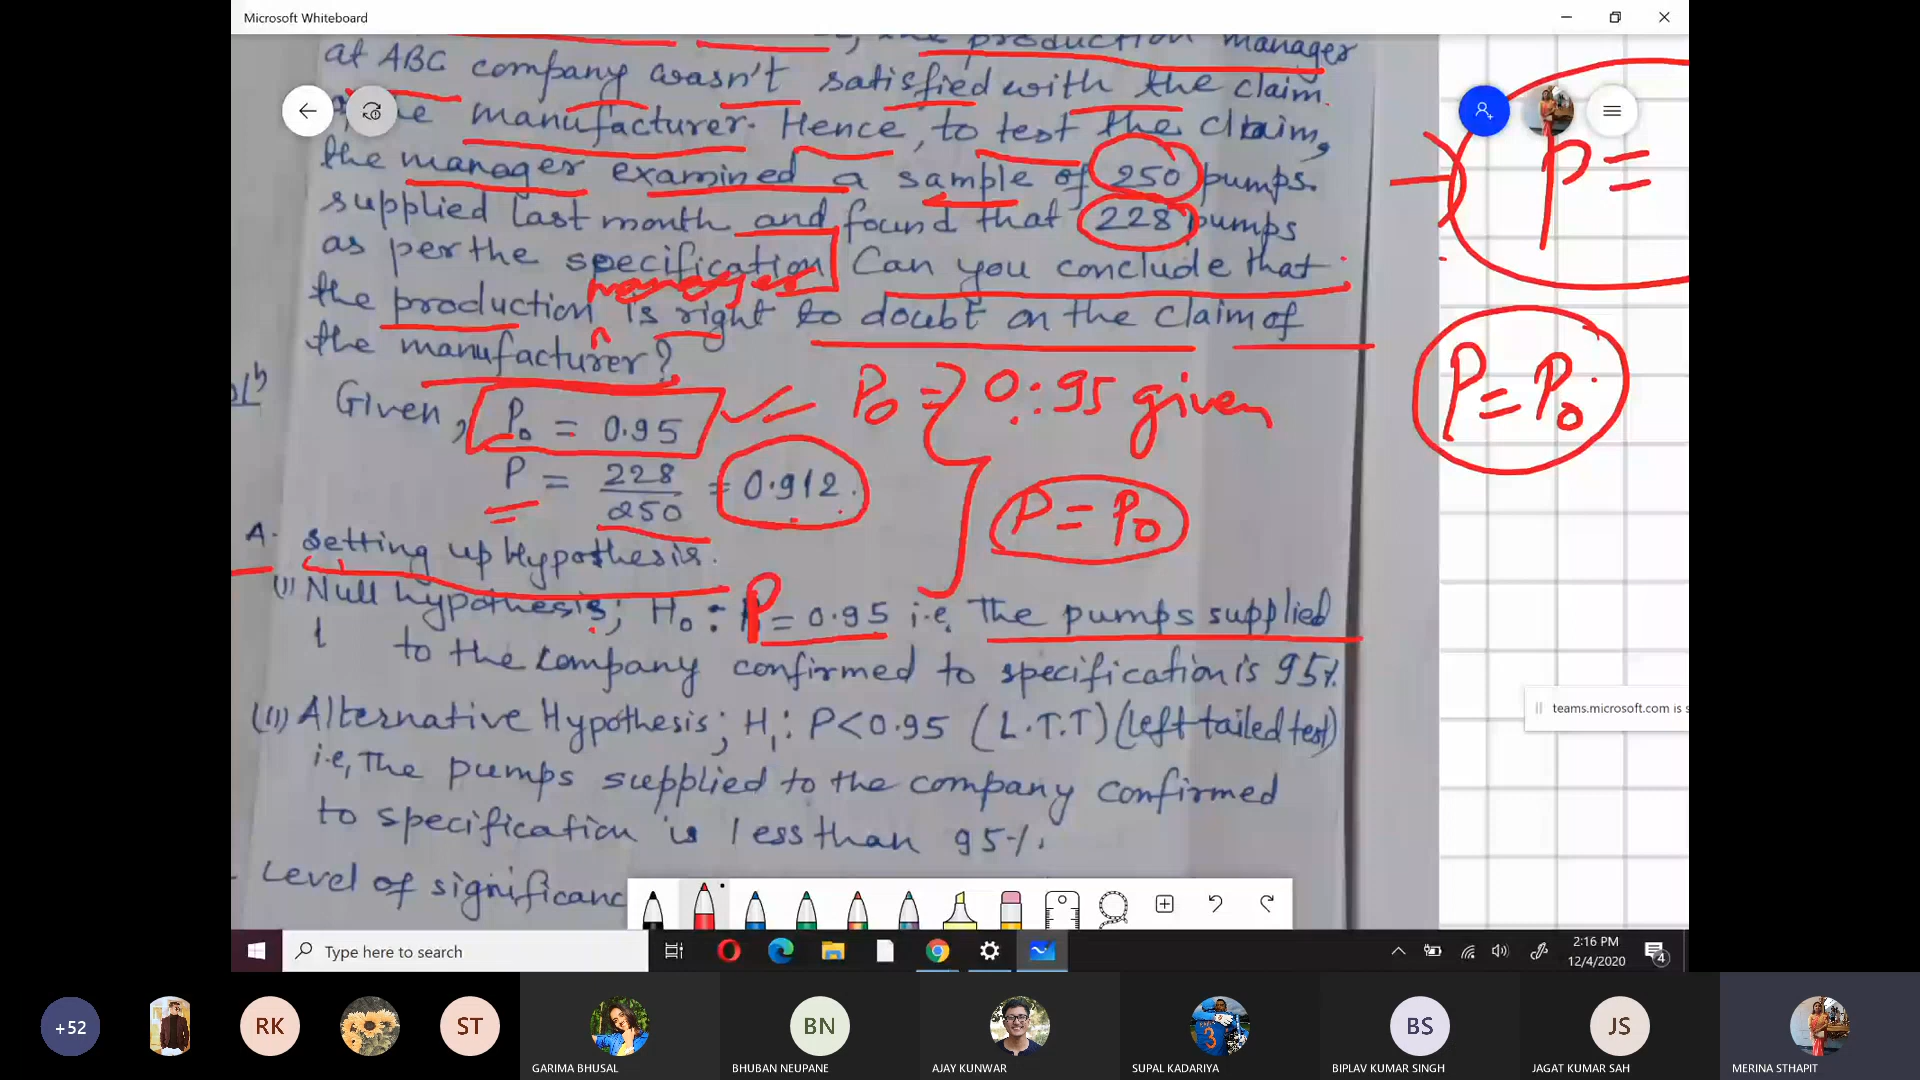 Microsoft Whiteboard
the production manager
at ABC company wasn't satisfied with the claim.
manufacturer. Hence, to test the claim,
the manager examined a sample of 250 pumps.
supplied last month and found that 228 pumps
as per the specification Can you conclude that
manager
the production is right to doubt on the claim of
the manufacturer?
Given, P₀ = 0.95
P₀ = 0.95 given
P = 228/250 = 0.912.
P = P₀
P =
P = P₀
A. setting up Hypothesis.
(i) Null hypothesis; H₀ : P = 0.95 i.e. the pumps supplied
to the company confirmed to specification is 95%.
(ii) Alternative Hypothesis; H₁ : P < 0.95 (L.T.T) (left tailed test)
i.e, The pumps supplied to the company confirmed
to specification is less than 95%.
Level of significanc
teams.microsoft.com is s
Type here to search
2:16 PM
12/4/2020
4
+52
RK
ST
BN
BS
JS
3
GARIMA BHUSAL
BHUBAN NEUPANE
AJAY KUNWAR
SUPAL KADARIYA
BIPLAV KUMAR SINGH
JAGAT KUMAR SAH
MERINA STHAPIT